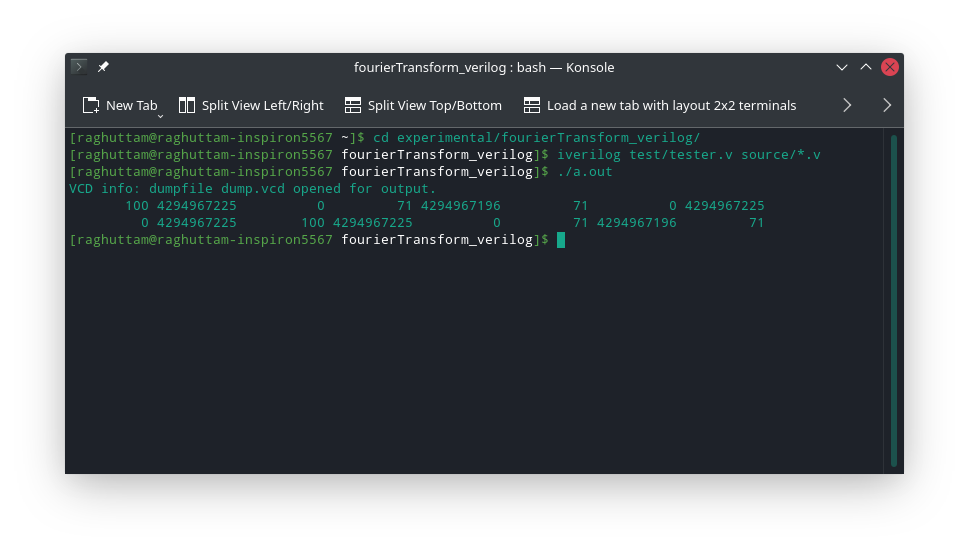 fourierTransform_verilog : bash — Konsole
New Tab Split View Left/Right Split View Top/Bottom Load a new tab with layout 2x2 terminals
[raghuttam@raghuttam-inspiron5567 ~]$ cd experimental/fourierTransform_verilog/
[raghuttam@raghuttam-inspiron5567 fourierTransform_verilog]$ iverilog test/tester.v source/*.v
[raghuttam@raghuttam-inspiron5567 fourierTransform_verilog]$ ./a.out
VCD info: dumpfile dump.vcd opened for output.
100 4294967225 0 71 4294967196 71 0 4294967225
0 4294967225 100 4294967225 0 71 4294967196 71
[raghuttam@raghuttam-inspiron5567 fourierTransform_verilog]$